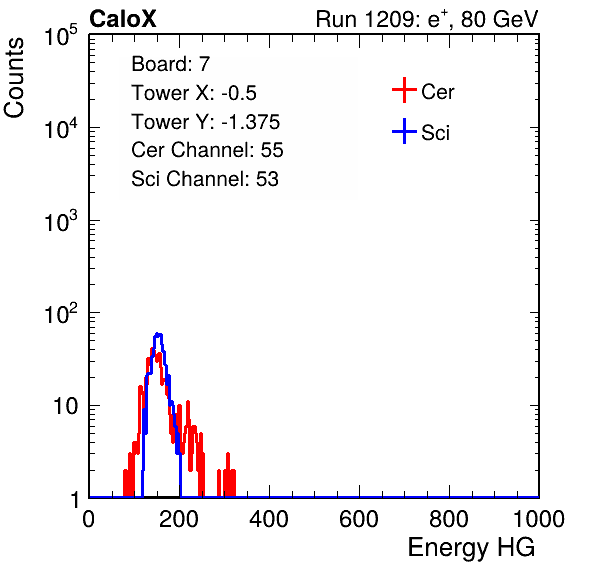 CaloX Run 1209: e⁺, 80 GeV
Board: 7
Tower X: -0.5
Tower Y: -1.375
Cer Channel: 55
Sci Channel: 53
Cer
Sci
Counts
10⁵
10⁴
10³
10²
10
1
0 200 400 600 800 1000
Energy HG